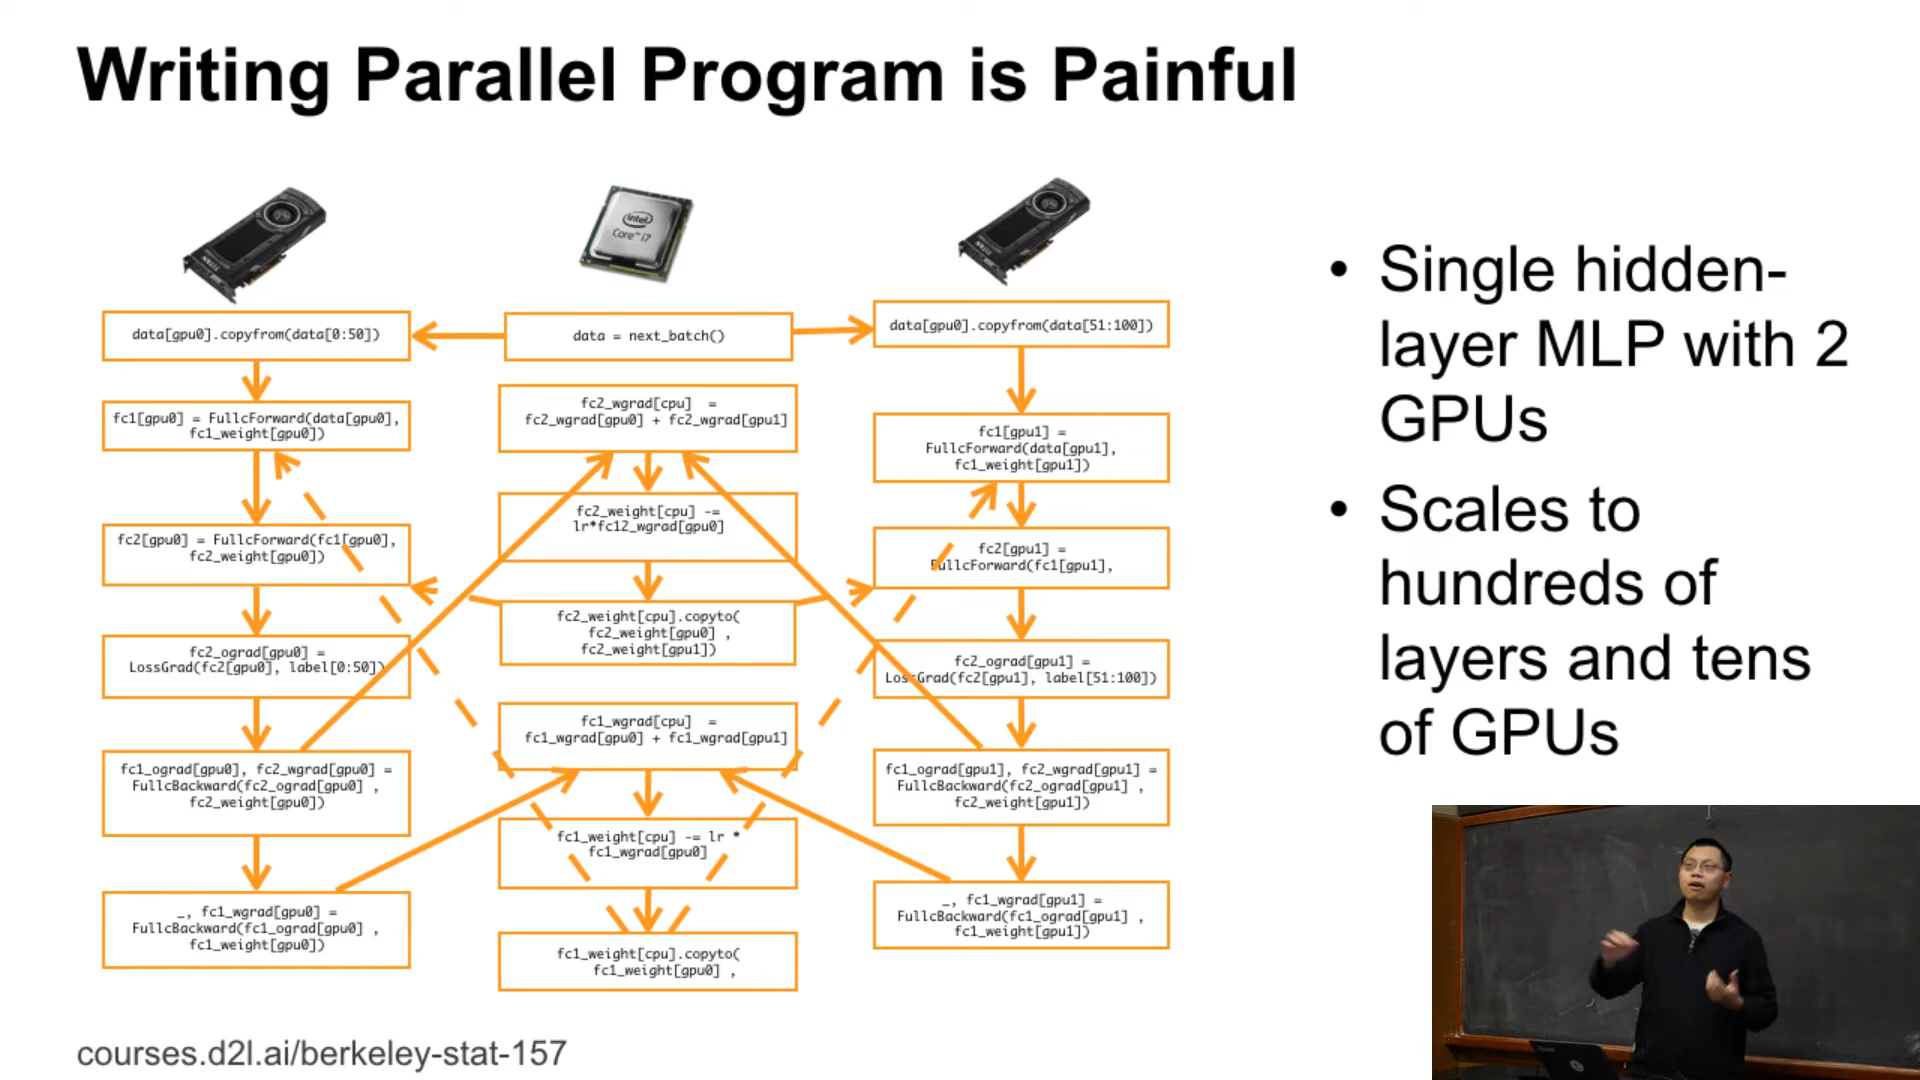 Writing Parallel Program is Painful
TITAN
intel
Core i7
TITAN
data[gpu0].copyfrom(data[0:50])
fc1[gpu0] = FullcForward(data[gpu0],
fc1_weight[gpu0])
fc2[gpu0] = FullcForward(fc1[gpu0],
fc2_weight[gpu0])
fc2_ograd[gpu0] =
LossGrad(fc2[gpu0], label[0:50])
fc1_ograd[gpu0], fc2_wgrad[gpu0] =
FullcBackward(fc2_ograd[gpu0] ,
fc2_weight[gpu0])
_, fc1_wgrad[gpu0] =
FullcBackward(fc1_ograd[gpu0] ,
fc1_weight[gpu0])
data = next_batch()
fc2_wgrad[cpu] =
fc2_wgrad[gpu0] + fc2_wgrad[gpu1]
fc2_weight[cpu] -=
lr*fc12_wgrad[gpu0]
fc2_weight[cpu].copyto(
fc2_weight[gpu0] ,
fc2_weight[gpu1])
fc1_wgrad[cpu] =
fc1_wgrad[gpu0] + fc1_wgrad[gpu1]
fc1_weight[cpu] -= lr *
fc1_wgrad[gpu0]
fc1_weight[cpu].copyto(
fc1_weight[gpu0] ,
data[gpu0].copyfrom(data[51:100])
fc1[gpu1] =
FullcForward(data[gpu1],
fc1_weight[gpu1])
fc2[gpu1] =
FullcForward(fc1[gpu1],
fc2_ograd[gpu1] =
LossGrad(fc2[gpu1], label[51:100])
fc1_ograd[gpu1], fc2_wgrad[gpu1] =
FullcBackward(fc2_ograd[gpu1] ,
fc2_weight[gpu1])
_, fc1_wgrad[gpu1] =
FullcBackward(fc1_ograd[gpu1] ,
fc1_weight[gpu1])
• Single hidden-
layer MLP with 2
GPUs
• Scales to
hundreds of
layers and tens
of GPUs
courses.d2l.ai/berkeley-stat-157